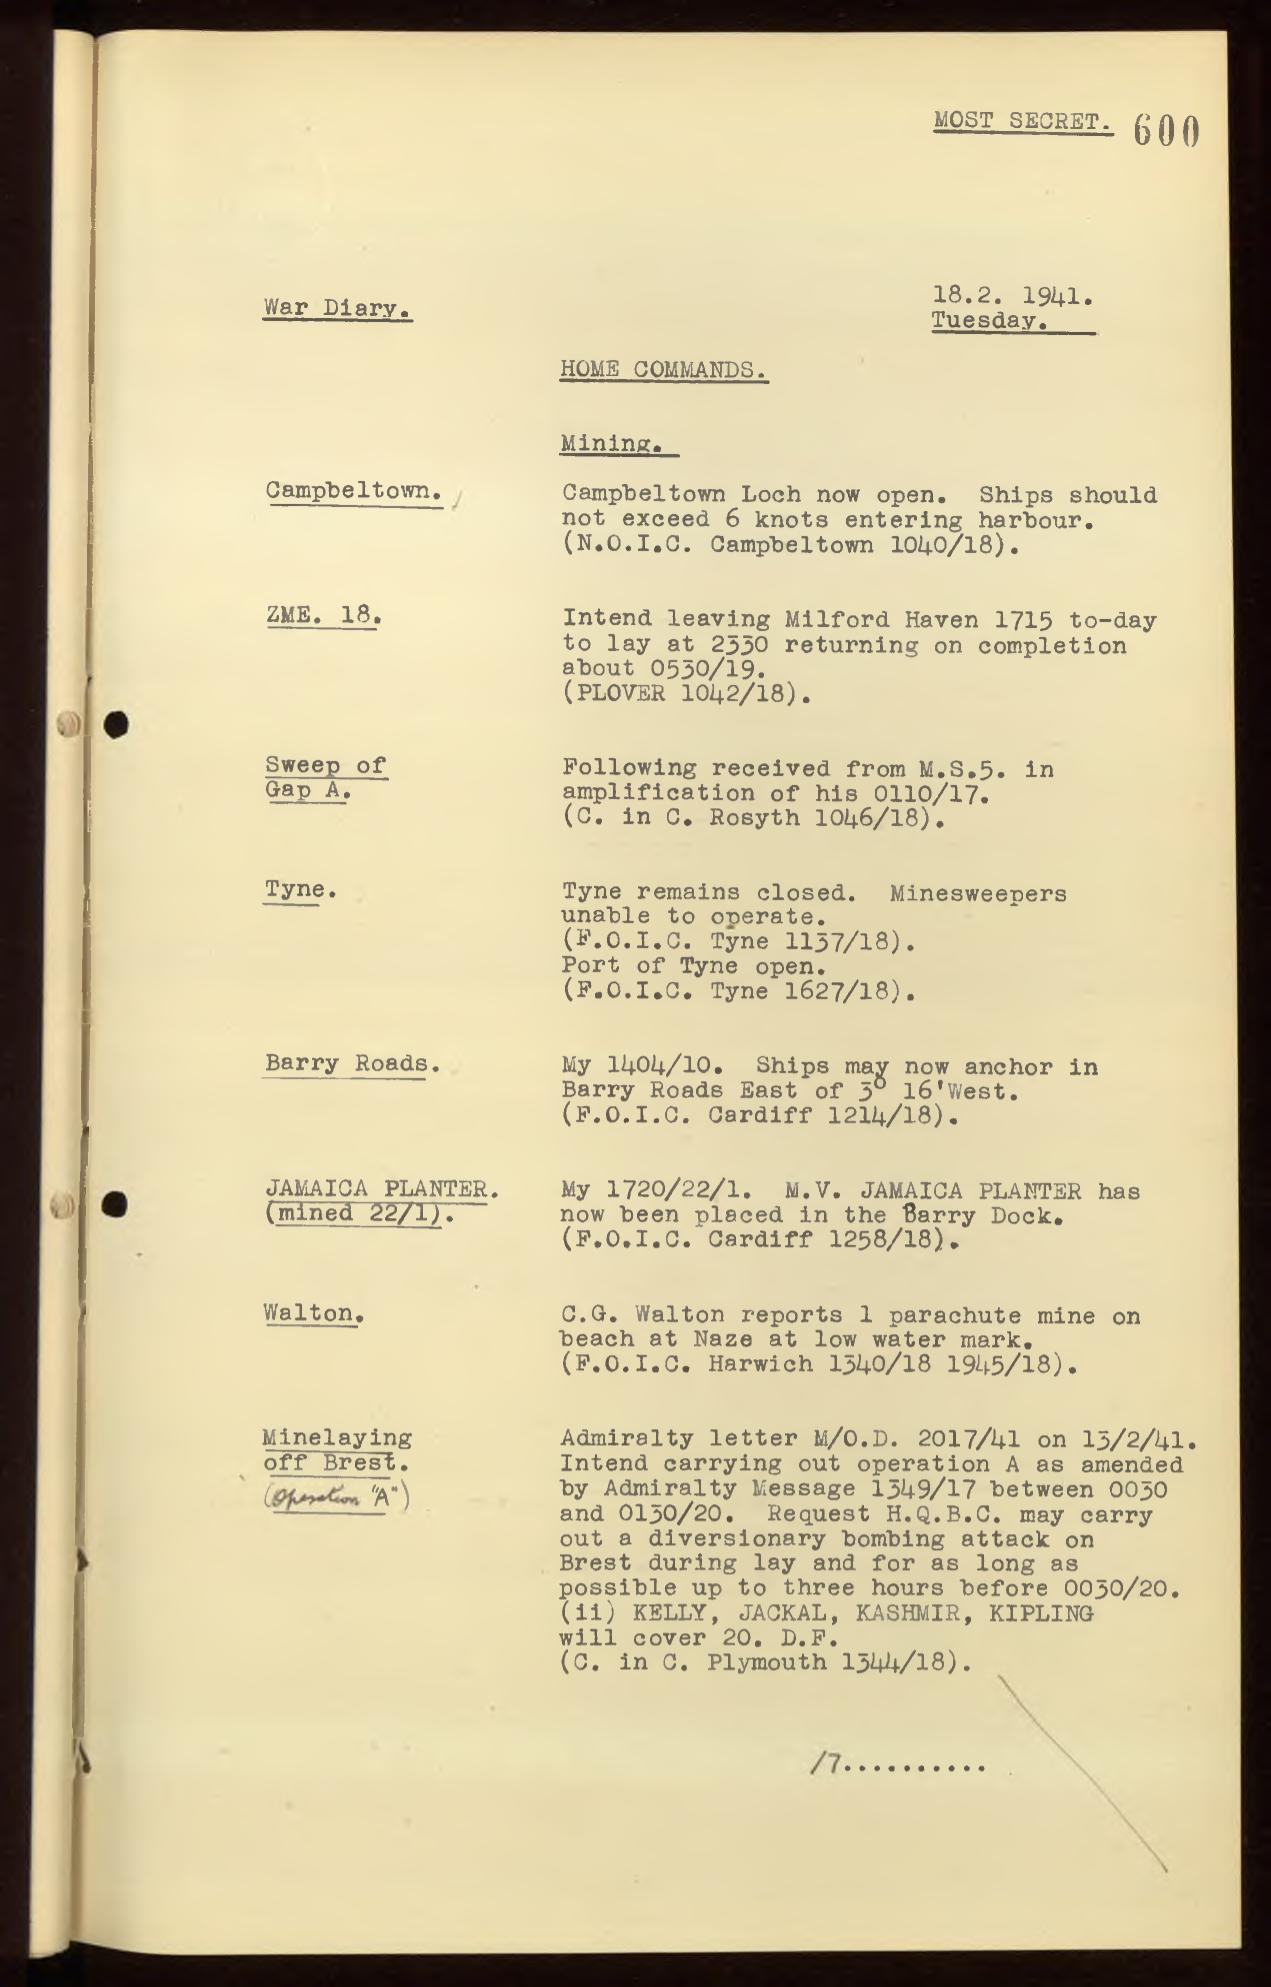 MOST SECRET. 600
War Diary.
18.2. 1941.
Tuesday.
HOME COMMANDS.
Mining.
Campbeltown.
Campbeltown Loch now open. Ships should
not exceed 6 knots entering harbour.
(N.O.I.C. Campbeltown 1040/18).
ZME. 18.
Intend leaving Milford Haven 1715 to-day
to lay at 2330 returning on completion
about 0530/19.
(PLOVER 1042/18).
Sweep of
Gap A.
Following received from M.S.5. in
amplification of his 0110/17.
(C. in C. Rosyth 1046/18).
Tyne.
Tyne remains closed. Minesweepers
unable to operate.
(F.O.I.C. Tyne 1137/18).
Port of Tyne open.
(F.O.I.C. Tyne 1627/18).
Barry Roads.
My 1404/10. Ships may now anchor in
Barry Roads East of 3° 16'West.
(F.O.I.C. Cardiff 1214/18).
JAMAICA PLANTER.
(mined 22/1).
My 1720/22/1. M.V. JAMAICA PLANTER has
now been placed in the Barry Dock.
(F.O.I.C. Cardiff 1258/18).
Walton.
C.G. Walton reports 1 parachute mine on
beach at Naze at low water mark.
(F.O.I.C. Harwich 1340/18 1945/18).
Minelaying
off Brest.
(Operation "A")
Admiralty letter M/O.D. 2017/41 on 13/2/41.
Intend carrying out operation A as amended
by Admiralty Message 1349/17 between 0030
and 0130/20. Request H.Q.B.C. may carry
out a diversionary bombing attack on
Brest during lay and for as long as
possible up to three hours before 0030/20.
(ii) KELLY, JACKAL, KASHMIR, KIPLING
will cover 20. D.F.
(C. in C. Plymouth 1344/18).
/7..........